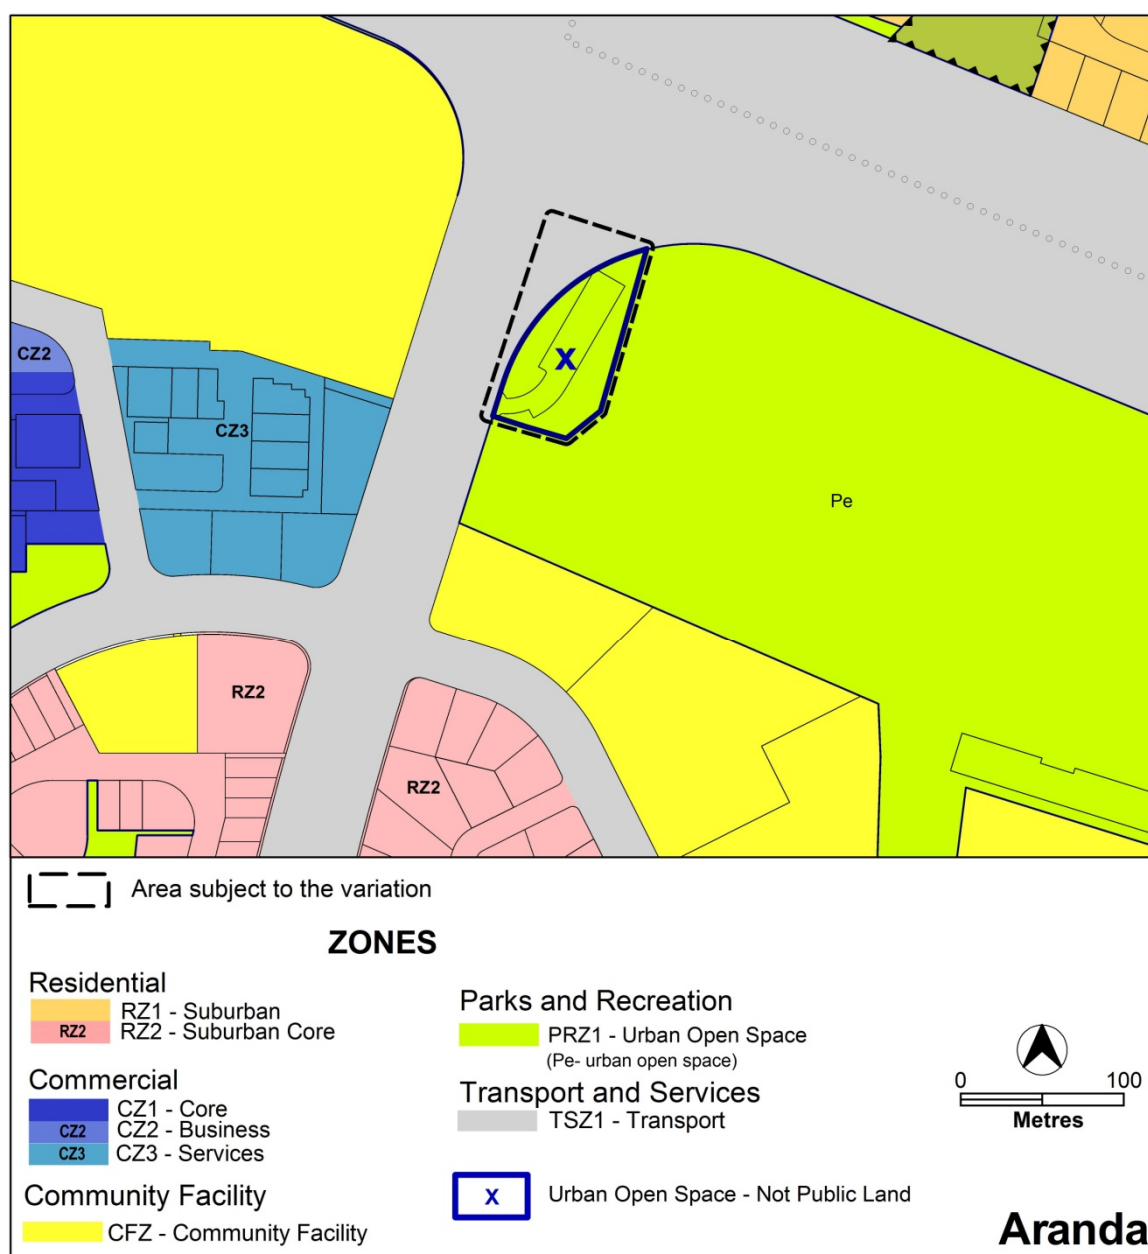 CZ2
X
CZ3
Pe
RZ2
RZ2
Area subject to the variation
ZONES
Residential
RZ1 - Suburban
RZ2
RZ2 - Suburban Core
Commercial
CZ1 - Core
CZ2
CZ2 - Business
CZ3
CZ3 - Services
Community Facility
CFZ - Community Facility
Parks and Recreation
PRZ1 - Urban Open Space
(Pe- urban open space)
Transport and Services
TSZ1 - Transport
X
Urban Open Space - Not Public Land
0 100
Metres
Aranda